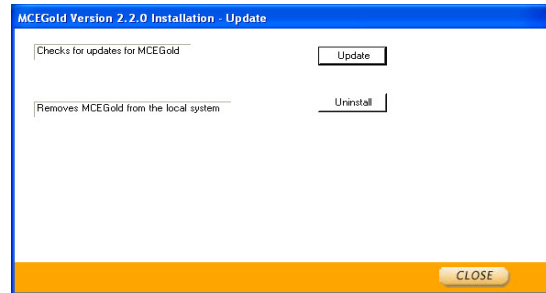 MCEGold Version 2.2.0 Installation - Update
Checks for updates for MCEGold
Update
Removes MCEGold from the local system
Uninstall
CLOSE